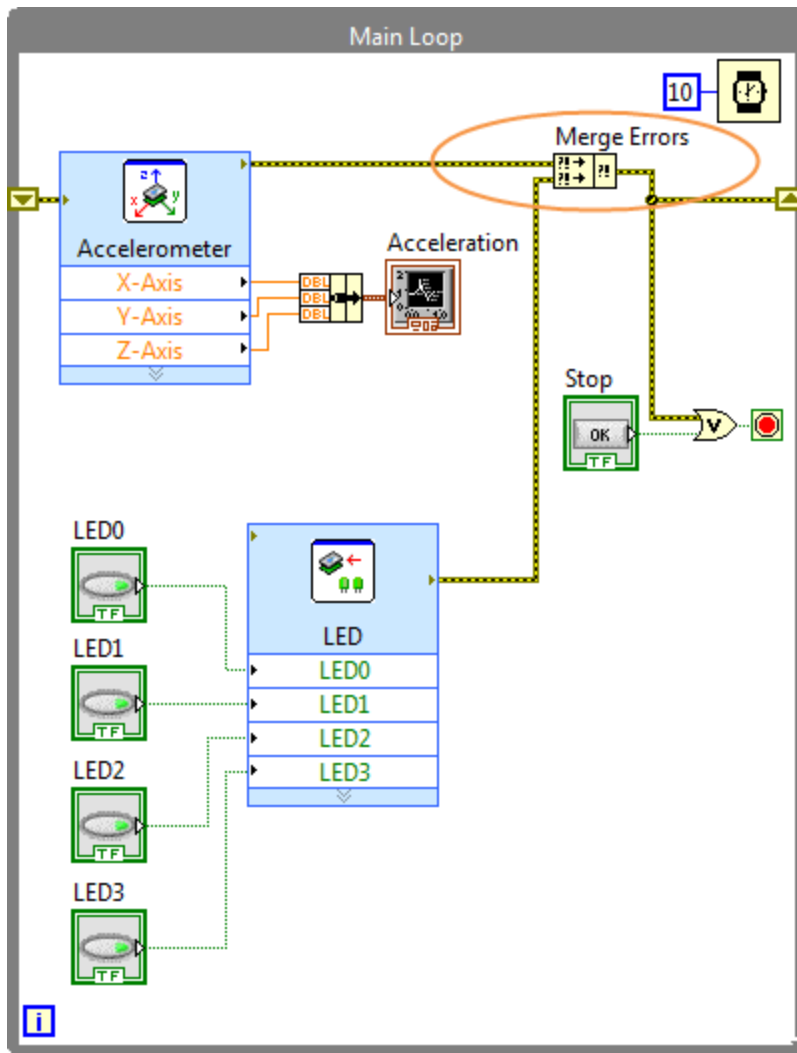 Main Loop
10
Merge Errors
?! ?!
?!
z
x y
Accelerometer
X-Axis
Y-Axis
Z-Axis
DBL
DBL
DBL
Acceleration
Stop
OK
TF
V
LED0
TF
LED1
TF
LED2
TF
LED3
TF
LED
LED0
LED1
LED2
LED3
i